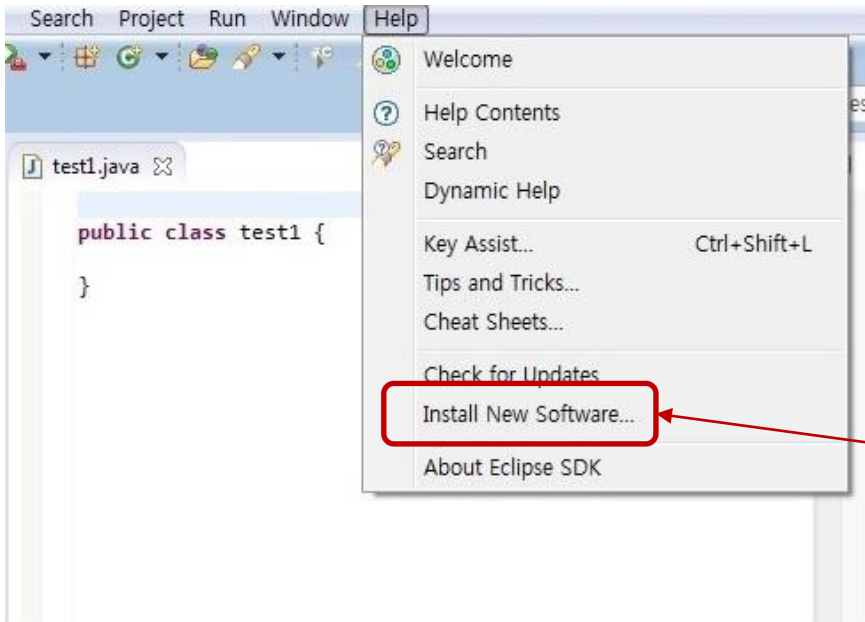 Search Project Run Window Help
Welcome
Help Contents
es
test1.java
Search
Dynamic Help
public class test1 {
Key Assist... Ctrl+Shift+L
}
Tips and Tricks...
Cheat Sheets...
Check for Updates
Install New Software...
About Eclipse SDK